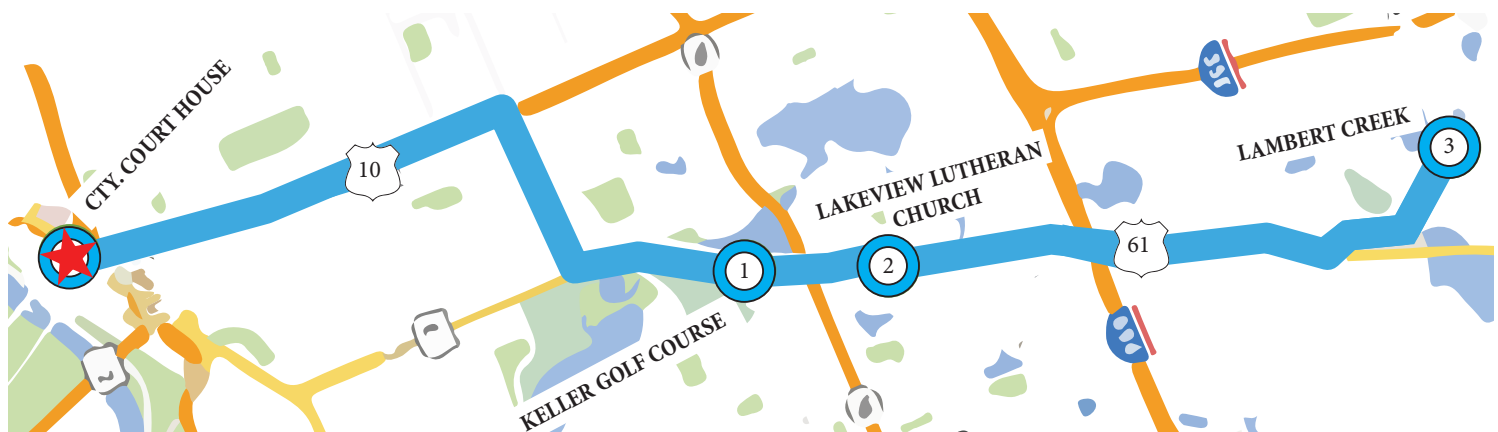 CTY. COURT HOUSE
10
KELLER GOLF COURSE
1
LAKEVIEW LUTHERAN
CHURCH
2
61
LAMBERT CREEK
3